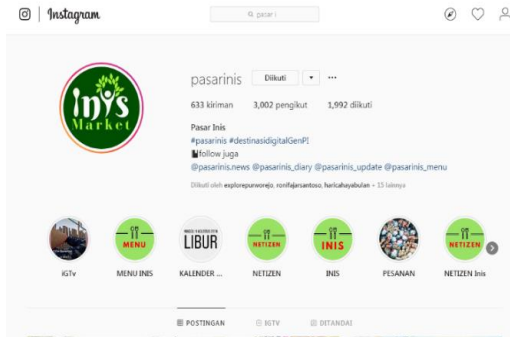 Instagram
pasar i
Inys
Market
pasarinis Diikuti
633 kiriman 3,002 pengikut 1,992 diikuti
Pasar Inis
#pasarinis #destinasidigitalGenPI
follow juga
@pasarinis.news @pasarinis_diary @pasarinis_update @pasarinis_menu
Diikuti oleh explorepurworejo, ronifajarsantoso, haricahayabulan + 15 lainnya
MENU
LIBUR
NETIZEN
INIS
NETIZEN
IGTv MENU INIS KALENDER ... NETIZEN INIS PESANAN NETIZEN Inis
POSTINGAN IGTV DITANDAI